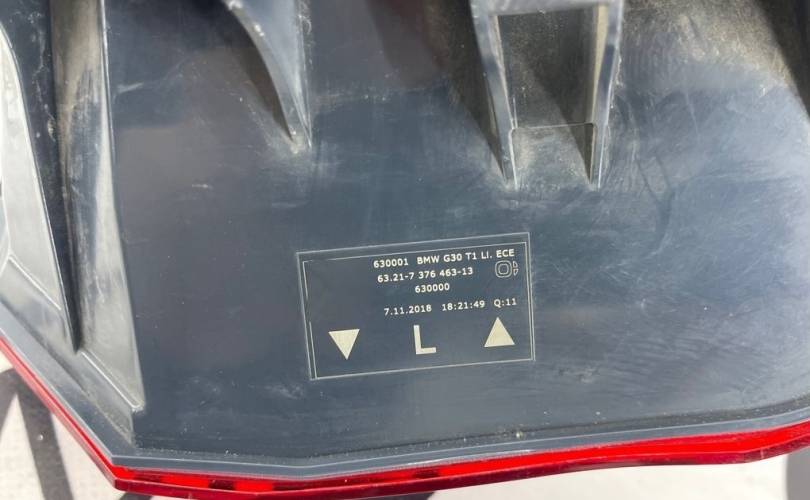 630001 BMW G30 T1 LI. ECE
63.21-7 376 463-13
630000
7.11.2018 18:21:49 Q:11
L